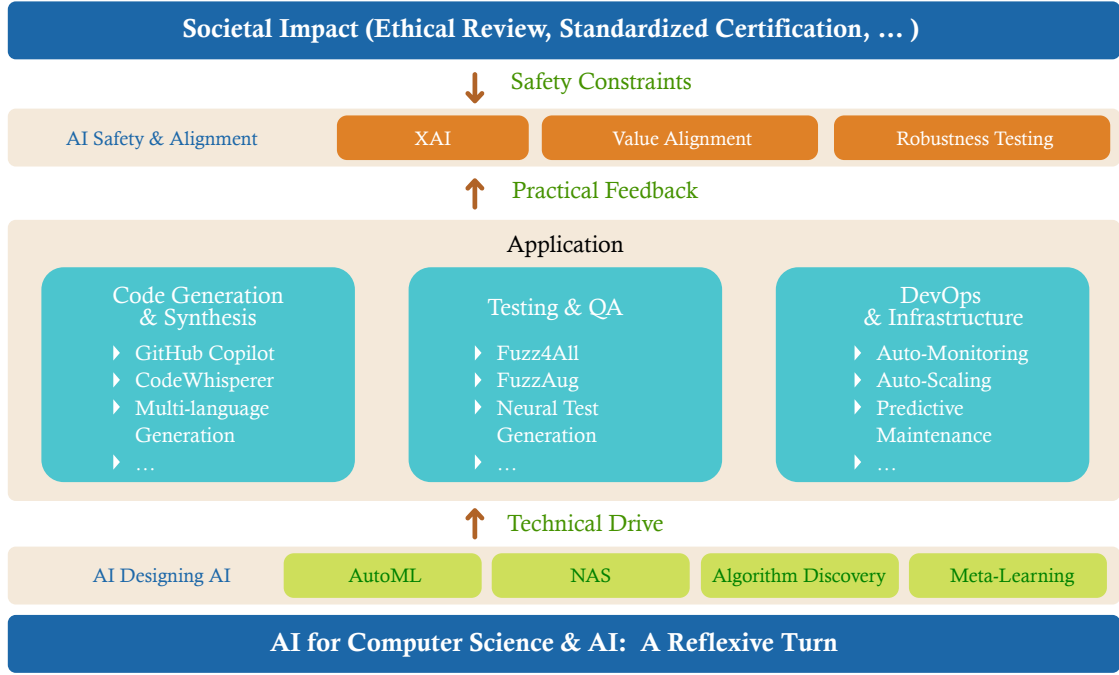 Societal Impact (Ethical Review, Standardized Certification, … )
Safety Constraints
AI Safety & Alignment
XAI
Value Alignment
Robustness Testing
Practical Feedback
Application
Code Generation
& Synthesis
GitHub Copilot
CodeWhisperer
Multi-language
Generation
…
Testing & QA
Fuzz4All
FuzzAug
Neural Test
Generation
…
DevOps
& Infrastructure
Auto-Monitoring
Auto-Scaling
Predictive
Maintenance
…
Technical Drive
AI Designing AI
AutoML
NAS
Algorithm Discovery
Meta-Learning
AI for Computer Science & AI: A Reflexive Turn